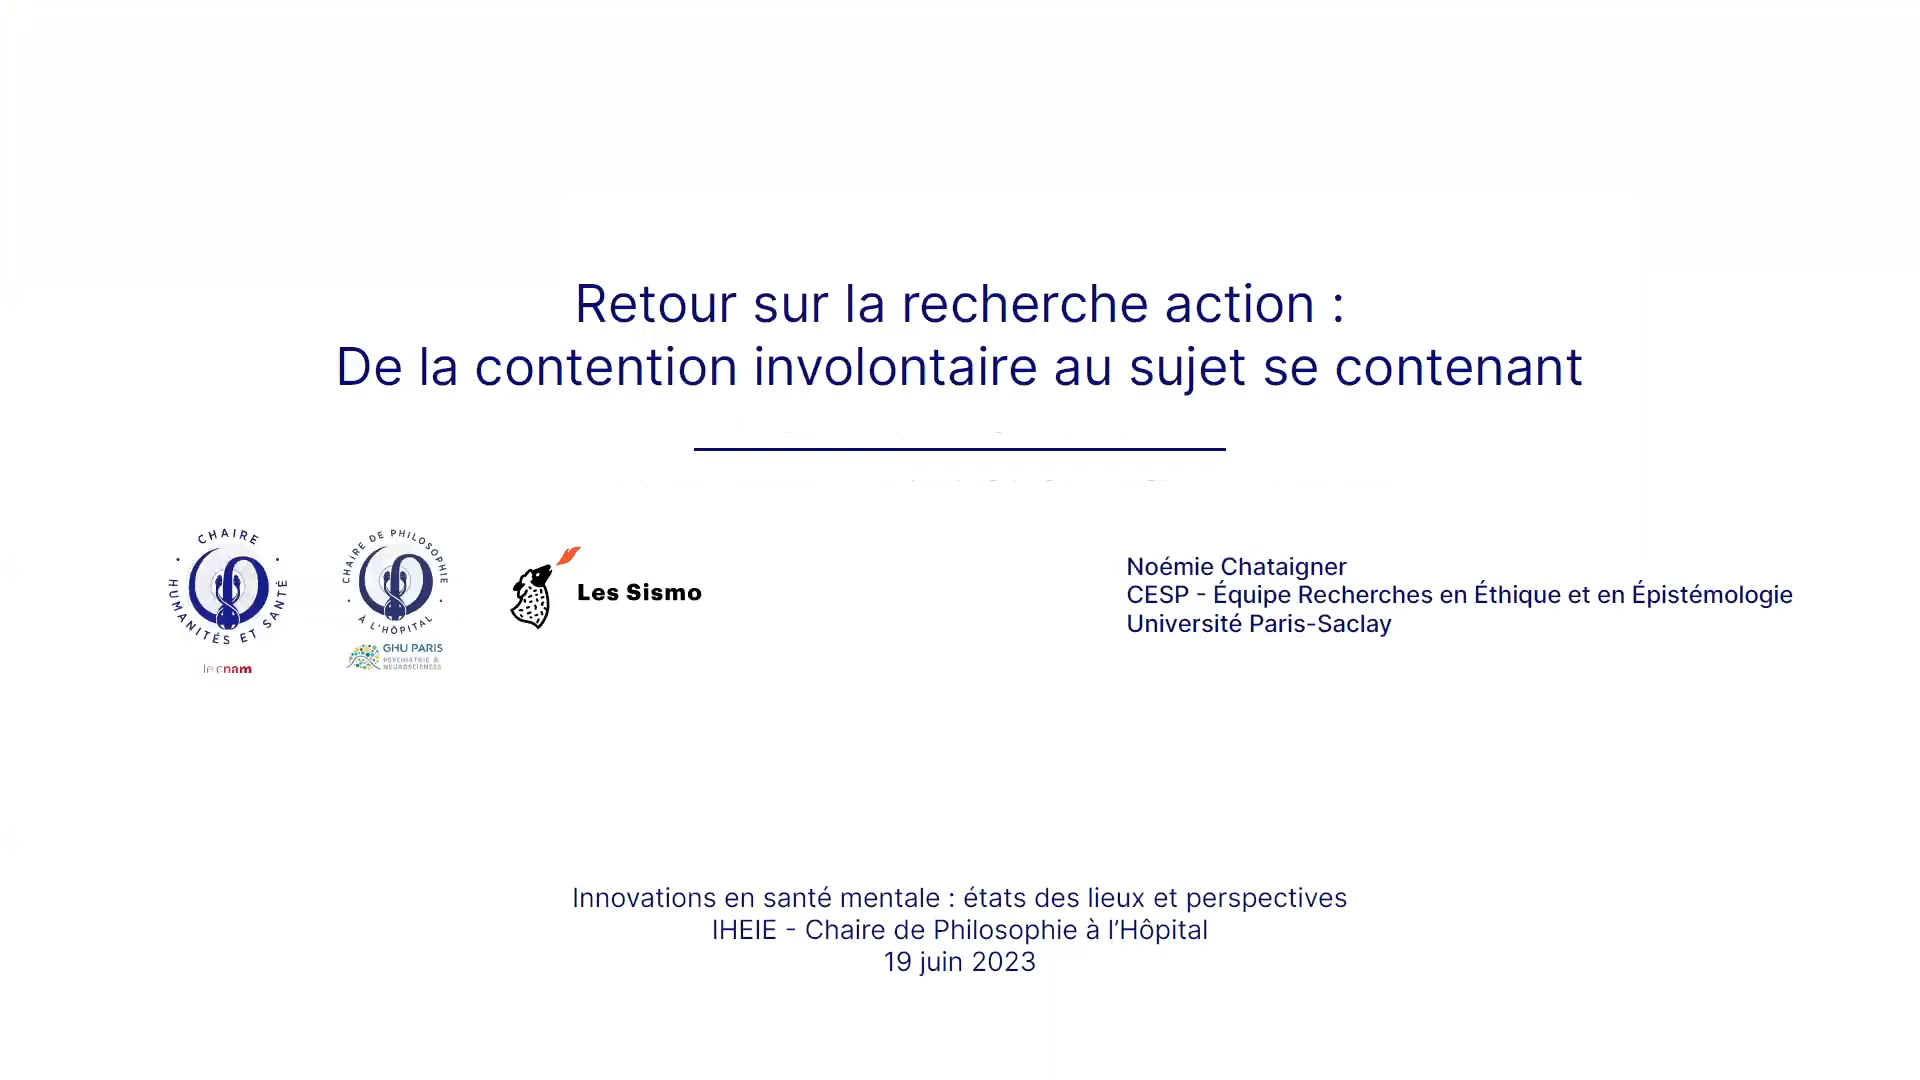 Retour sur la recherche action :
De la contention involontaire au sujet se contenant
CHAIRE
HUMANITÉS ET SANTÉ
le cnam
CHAIRE DE PHILOSOPHIE
À L'HÔPITAL
GHU PARIS
PSYCHIATRIE &
NEUROSCIENCES
Les Sismo
Noémie Chataigner
CESP - Équipe Recherches en Éthique et en Épistémologie
Université Paris-Saclay
Innovations en santé mentale : états des lieux et perspectives
IHEIE - Chaire de Philosophie à l’Hôpital
19 juin 2023